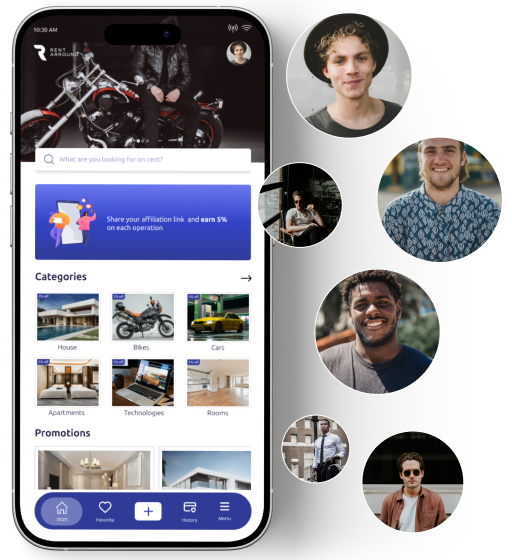 10:30 AM
RENT
ARROUND
What are you looking for on rent?
Share your affiliation link and earn 5%
on each operation
Categories
5% off
5% off
5% off
House
Bikes
Cars
5% off
5% off
5% off
Apartments
Technologies
Rooms
Promotions
Start
Favorite
History
Menu